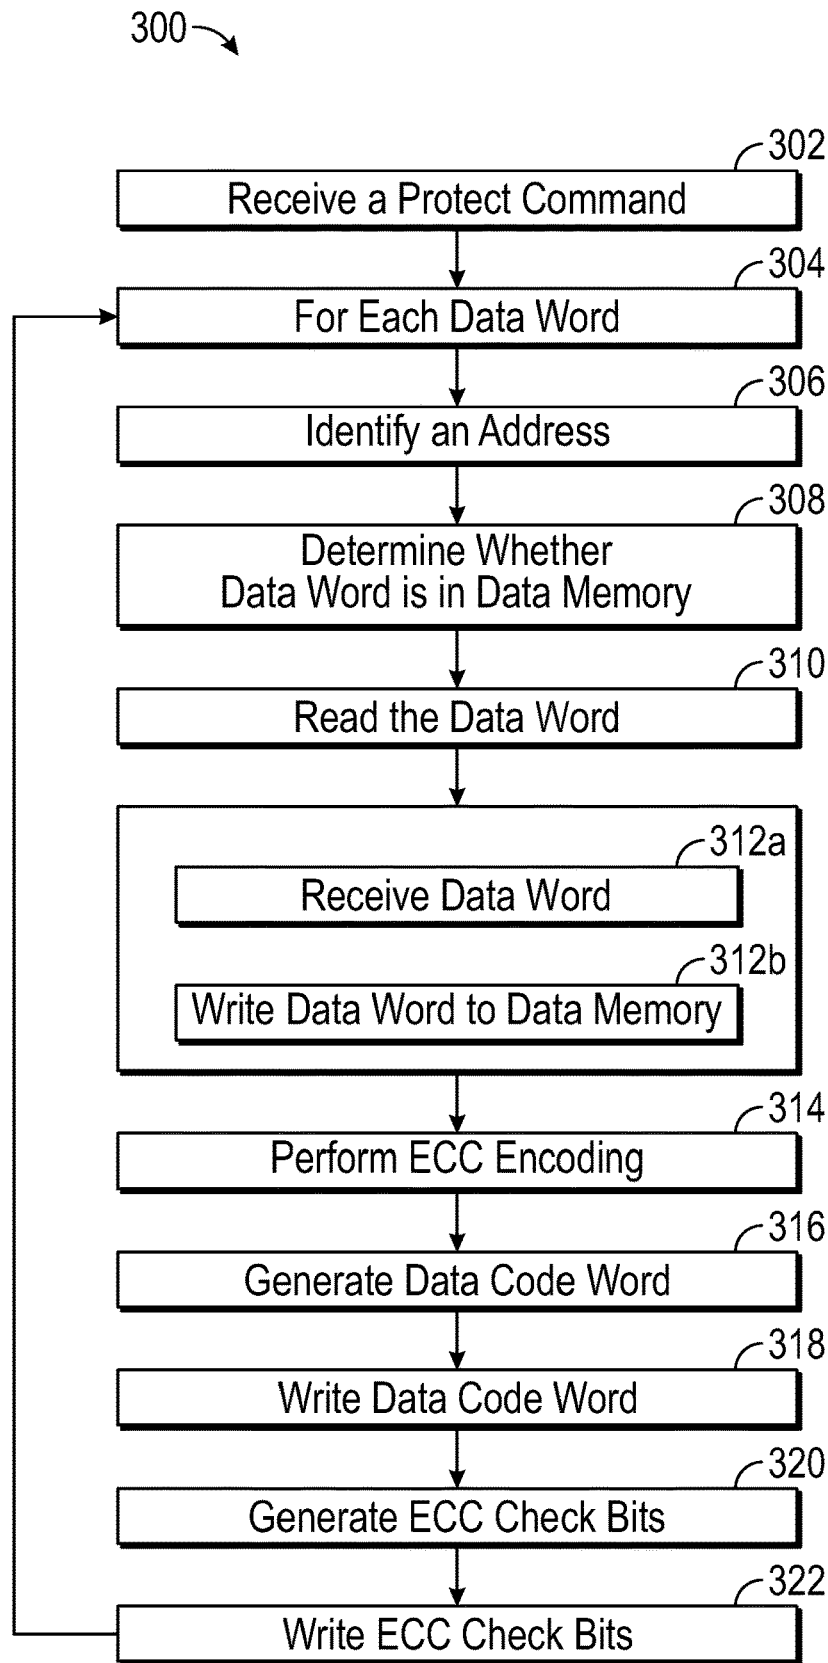 300
302
Receive a Protect Command
304
For Each Data Word
306
Identify an Address
308
Determine Whether
Data Word is in Data Memory
310
Read the Data Word
312a
Receive Data Word
312b
Write Data Word to Data Memory
314
Perform ECC Encoding
316
Generate Data Code Word
318
Write Data Code Word
320
Generate ECC Check Bits
322
Write ECC Check Bits